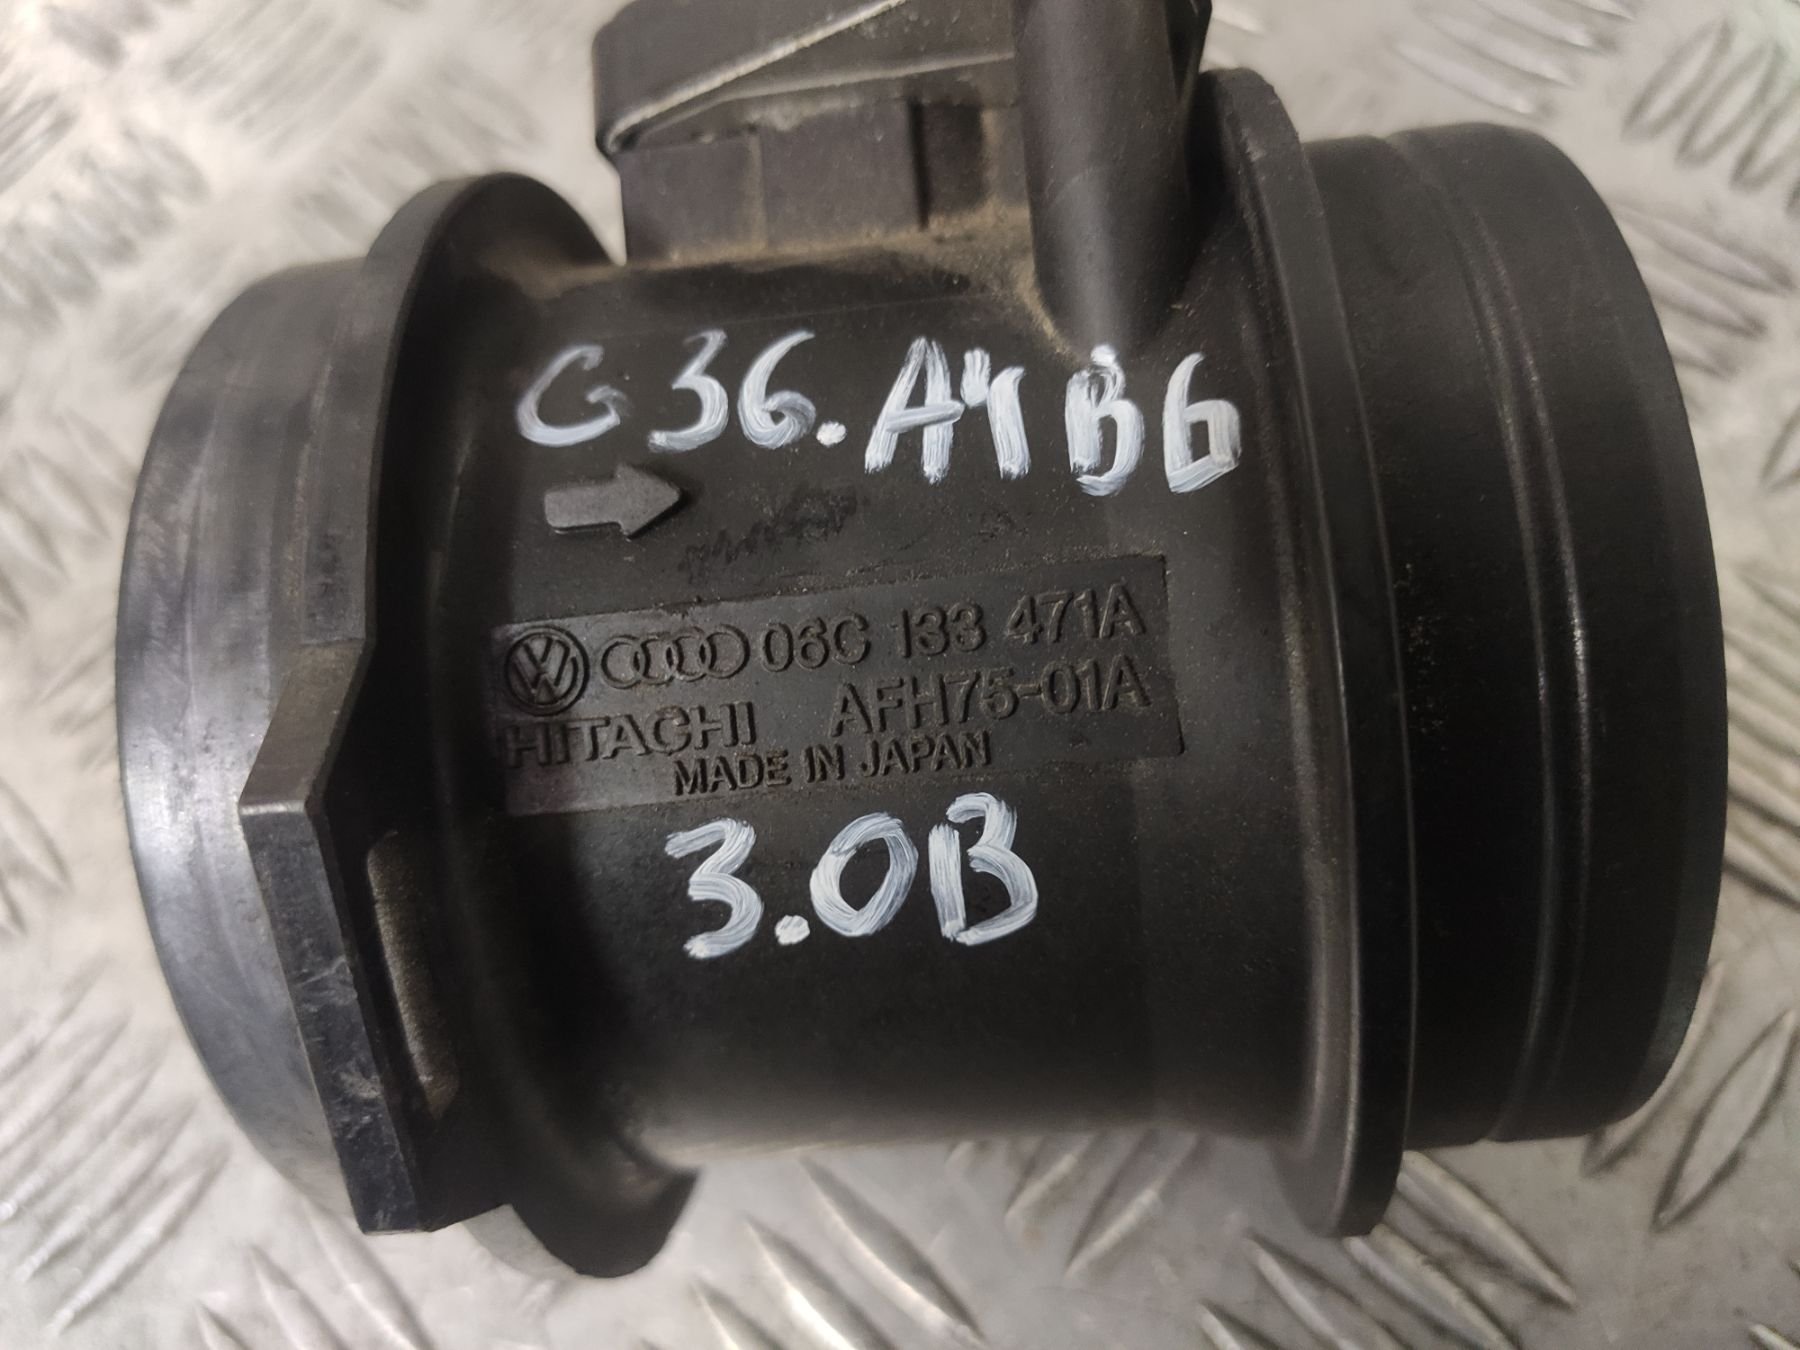 G36.A4B6
06C 133 471A
HITACHI AFH75-01A
MADE IN JAPAN
3.0B